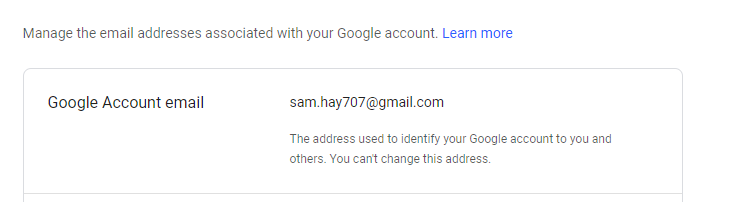 Manage the email addresses associated with your Google account. Learn more
Google Account email
sam.hay707@gmail.com
The address used to identify your Google account to you and
others. You can't change this address.